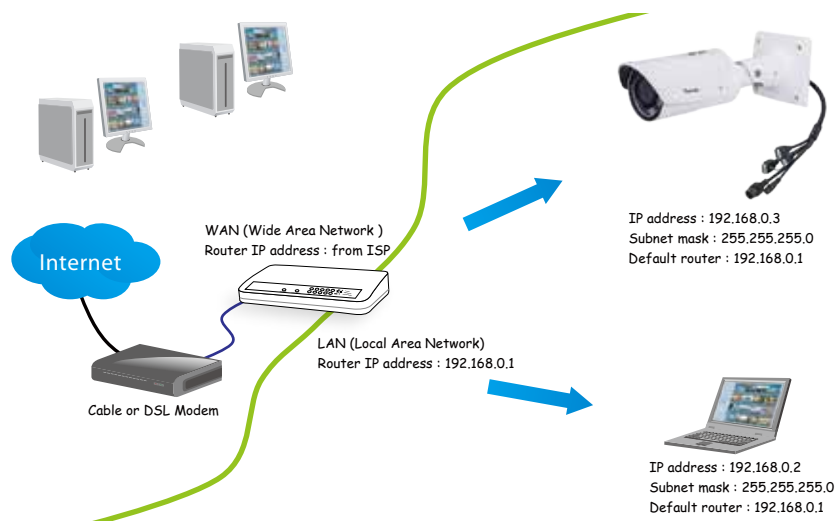 WAN (Wide Area Network )
Router IP address : from ISP
Internet
LAN (Local Area Network)
Router IP address : 192.168.0.1
Cable or DSL Modem
IP address : 192.168.0.3
Subnet mask : 255.255.255.0
Default router : 192.168.0.1
IP address : 192.168.0.2
Subnet mask : 255.255.255.0
Default router : 192.168.0.1